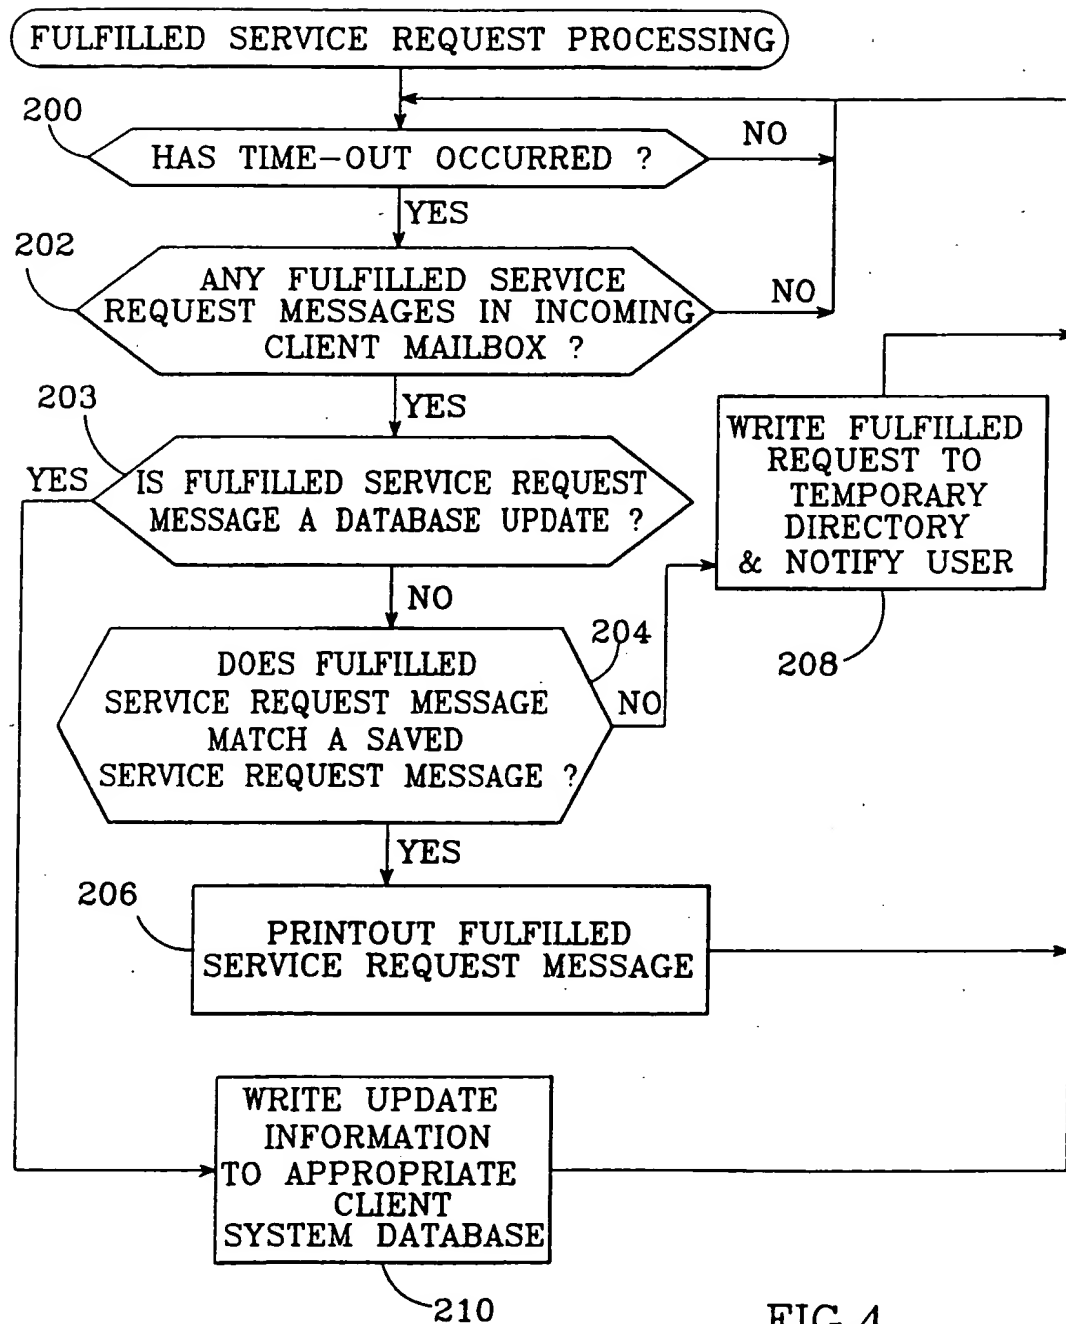 FULFILLED SERVICE REQUEST PROCESSING
200
HAS TIME-OUT OCCURRED ?
NO
YES
202
ANY FULFILLED SERVICE
REQUEST MESSAGES IN INCOMING
CLIENT MAILBOX ?
NO
YES
203
YES
IS FULFILLED SERVICE REQUEST
MESSAGE A DATABASE UPDATE ?
WRITE FULFILLED
REQUEST TO
TEMPORARY
DIRECTORY
& NOTIFY USER
208
NO
204
DOES FULFILLED
SERVICE REQUEST MESSAGE
MATCH A SAVED
SERVICE REQUEST MESSAGE ?
NO
YES
206
PRINTOUT FULFILLED
SERVICE REQUEST MESSAGE
WRITE UPDATE
INFORMATION
TO APPROPRIATE
CLIENT
SYSTEM DATABASE
210
FIG 4